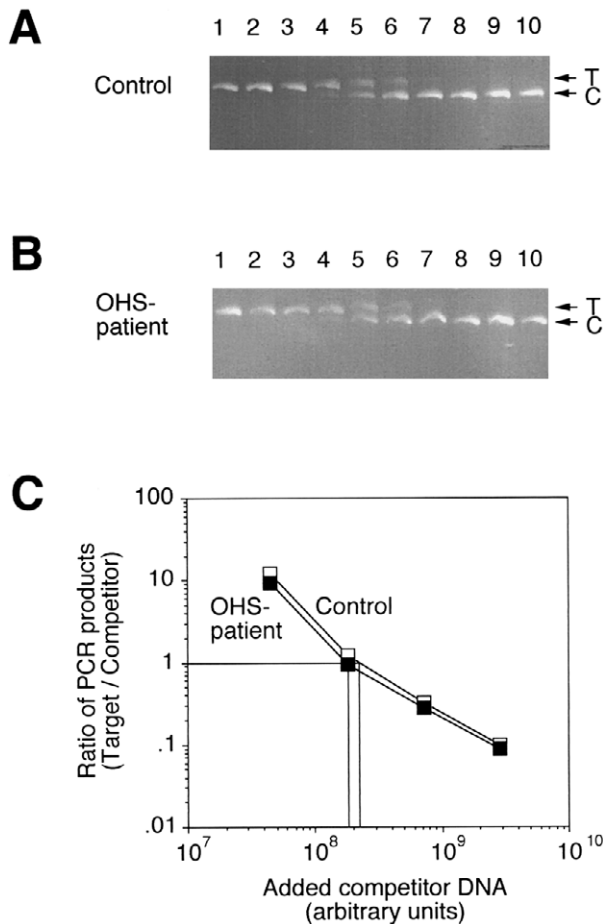 A
1 2 3 4 5 6 7 8 9 10
Control
T
C
B
1 2 3 4 5 6 7 8 9 10
OHS-
patient
T
C
C
Ratio of PCR products
(Target / Competitor)
100
10
1
.1
.01
OHS-
patient
Control
10^7 10^8 10^9 10^10
Added competitor DNA
(arbitrary units)